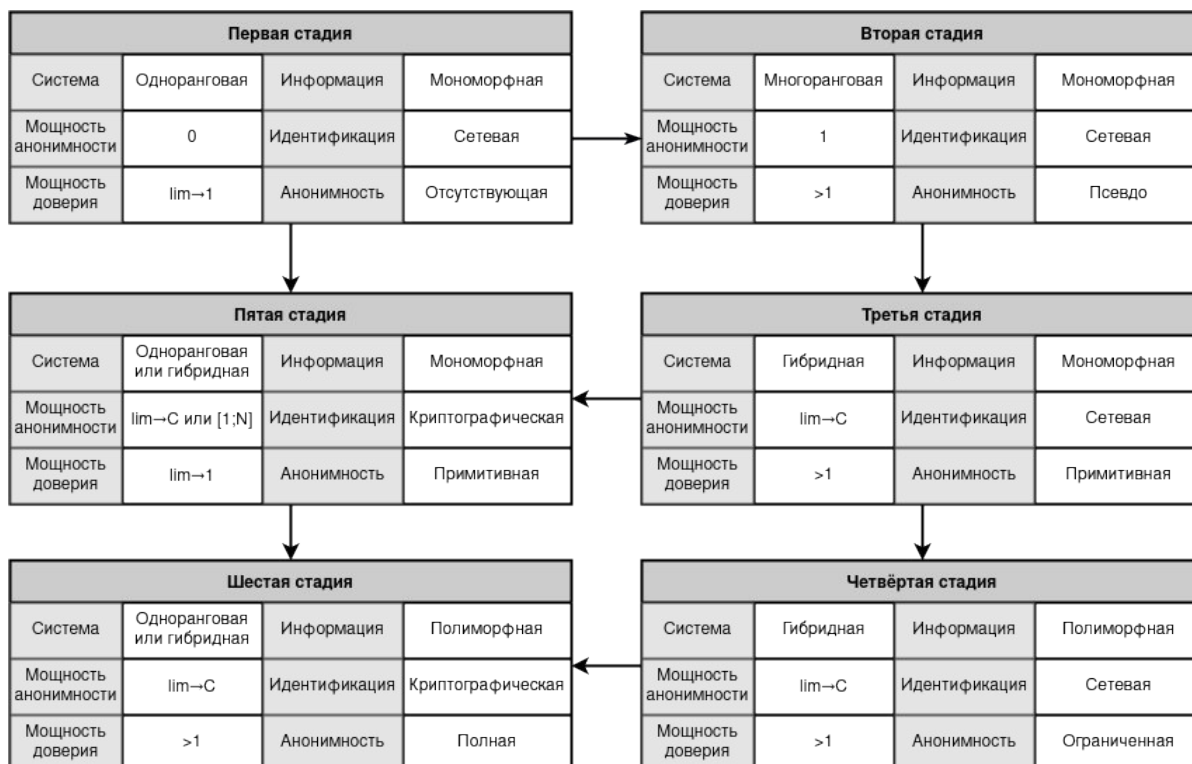 Первая стадия
Система Одноранговая Информация Мономорфная
Мощность анонимности 0 Идентификация Сетевая
Мощность доверия lim→1 Анонимность Отсутствующая
Вторая стадия
Система Многоранговая Информация Мономорфная
Мощность анонимности 1 Идентификация Сетевая
Мощность доверия >1 Анонимность Псевдо
Пятая стадия
Система Одноранговая или гибридная Информация Мономорфная
Мощность анонимности lim→C или [1;N] Идентификация Криптографическая
Мощность доверия lim→1 Анонимность Примитивная
Третья стадия
Система Гибридная Информация Мономорфная
Мощность анонимности lim→C Идентификация Сетевая
Мощность доверия >1 Анонимность Примитивная
Шестая стадия
Система Одноранговая или гибридная Информация Полиморфная
Мощность анонимности lim→C Идентификация Криптографическая
Мощность доверия >1 Анонимность Полная
Четвёртая стадия
Система Гибридная Информация Полиморфная
Мощность анонимности lim→C Идентификация Сетевая
Мощность доверия >1 Анонимность Ограниченная